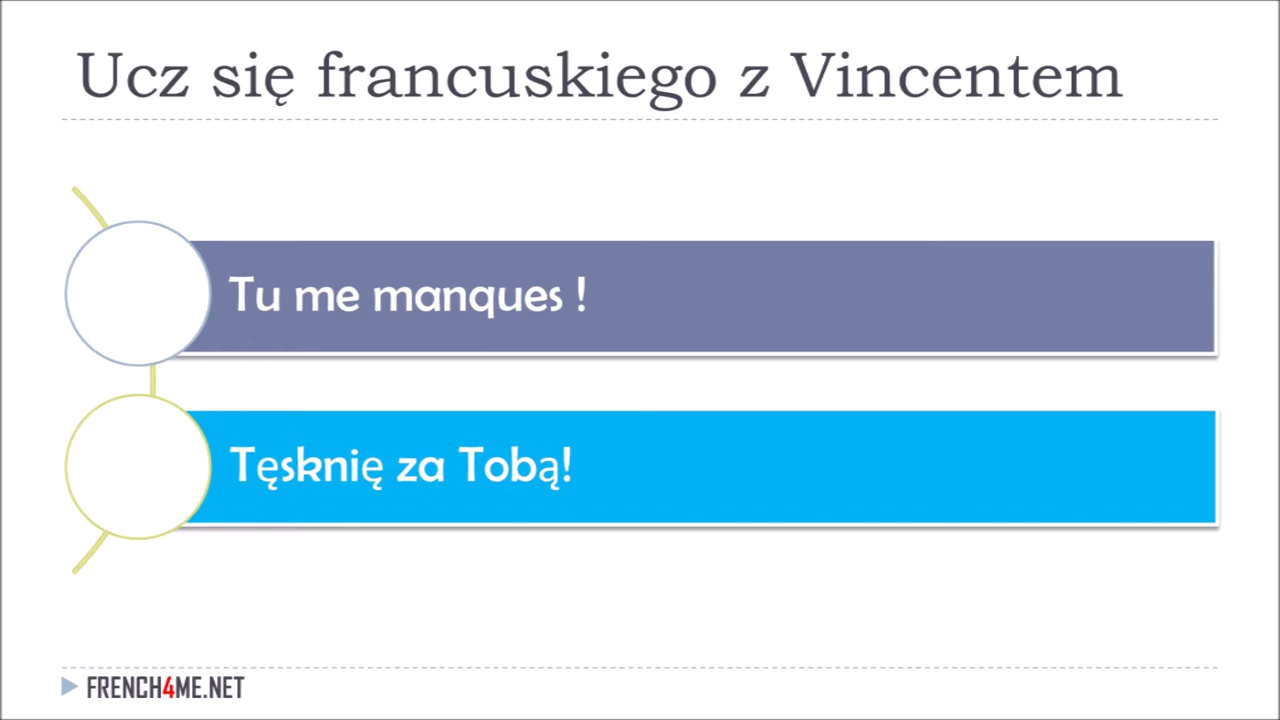 Ucz się francuskiego z Vincentem
Tu me manques !
Tęsknię za Tobą!
FRENCH4ME.NET